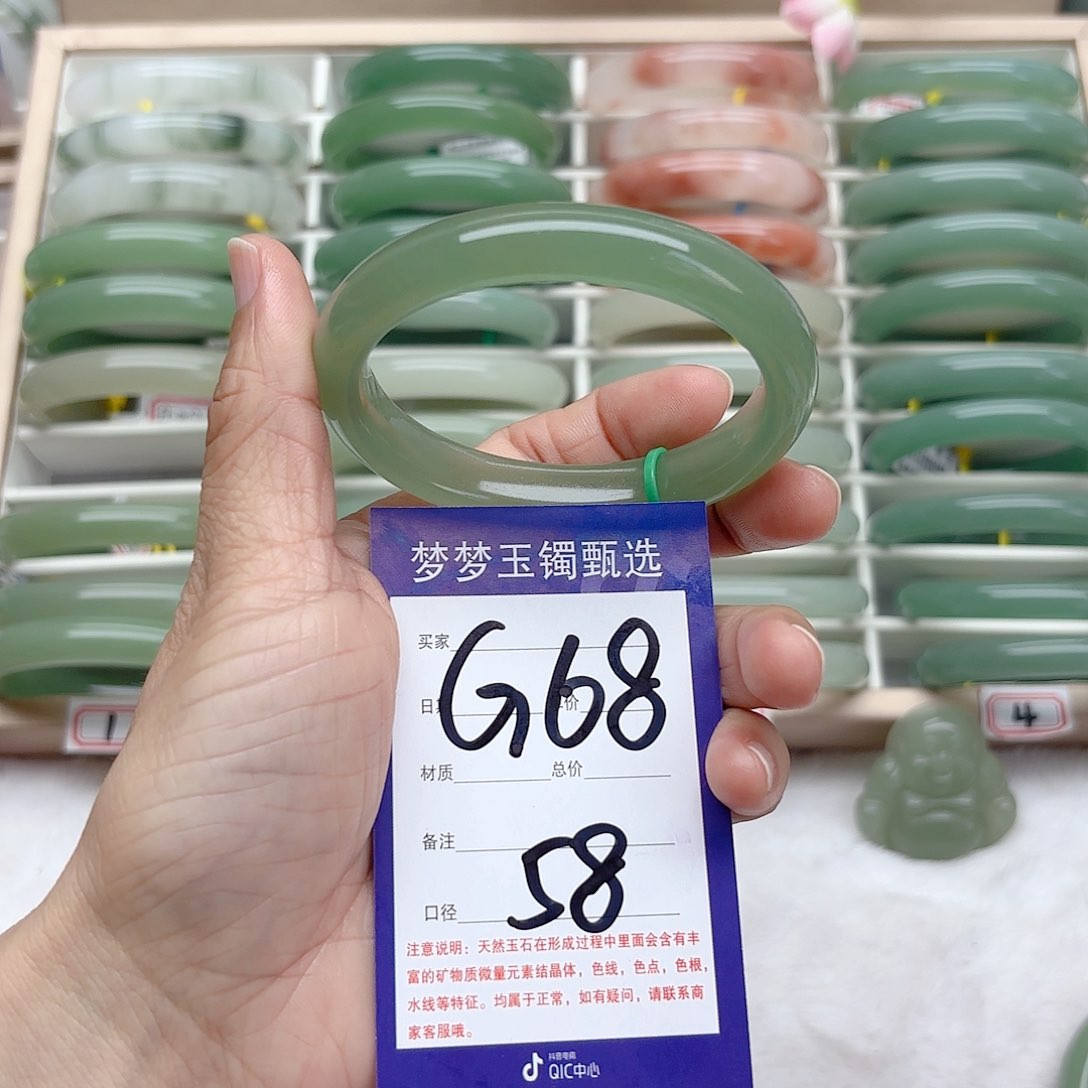 梦梦玉镯甄选
买家
G68
日 价
材质 总价
备注
58
口径
注意说明：天然玉石在形成过程中里面会含有丰
富的矿物质微量元素结晶体，色线，色点，色根，
水线等特征。均属于正常，如有疑问，请联系商
家客服哦。
抖音电商
QIC中心
1
4